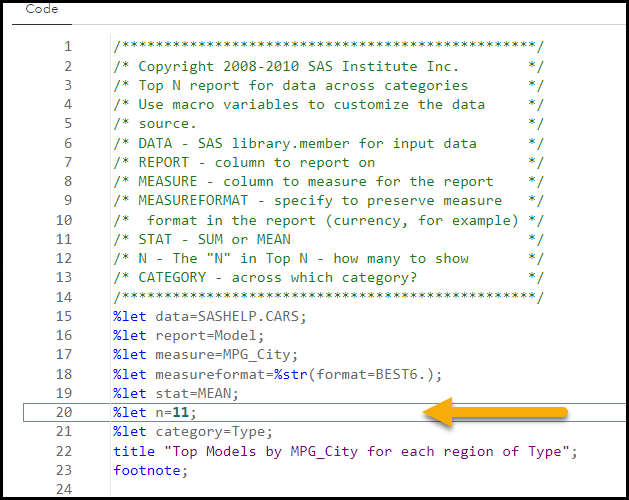 Code
1 /*************************************************/
2 /* Copyright 2008-2010 SAS Institute Inc. */
3 /* Top N report for data across categories */
4 /* Use macro variables to customize the data */
5 /* source. */
6 /* DATA - SAS library.member for input data */
7 /* REPORT - column to report on */
8 /* MEASURE - column to measure for the report */
9 /* MEASUREFORMAT - specify to preserve measure */
10 /* format in the report (currency, for example) */
11 /* STAT - SUM or MEAN */
12 /* N - The "N" in Top N - how many to show */
13 /* CATEGORY - across which category? */
14 /*************************************************/
15 %let data=SASHELP.CARS;
16 %let report=Model;
17 %let measure=MPG_City;
18 %let measureformat=%str(format=BEST6.);
19 %let stat=MEAN;
20 %let n=11;
21 %let category=Type;
22 title "Top Models by MPG_City for each region of Type";
23 footnote;
24